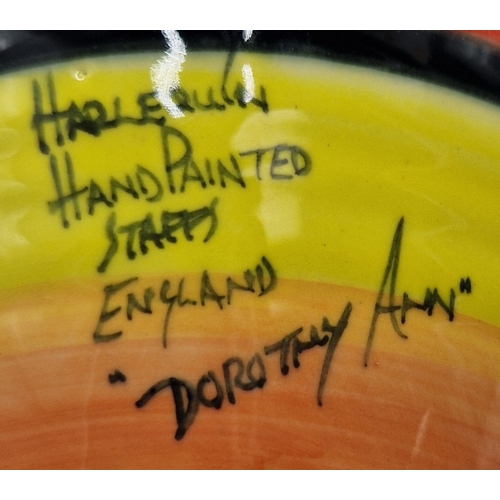 HARLEQUIN
HAND PAINTED
STAFFS
ENGLAND
"DOROTHY ANN"